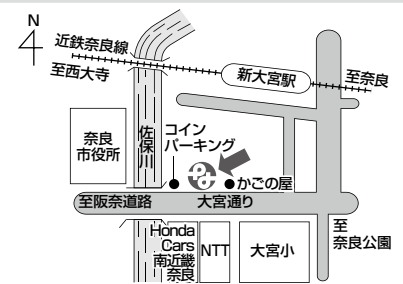 N
近鉄奈良線
至西大寺
新大宮駅
至奈良
奈良
市役所
佐保川
コイン
パーキング
かごの屋
至阪奈道路
大宮通り
至
奈良公園
Honda
Cars
南近畿
奈良
NTT
大宮小